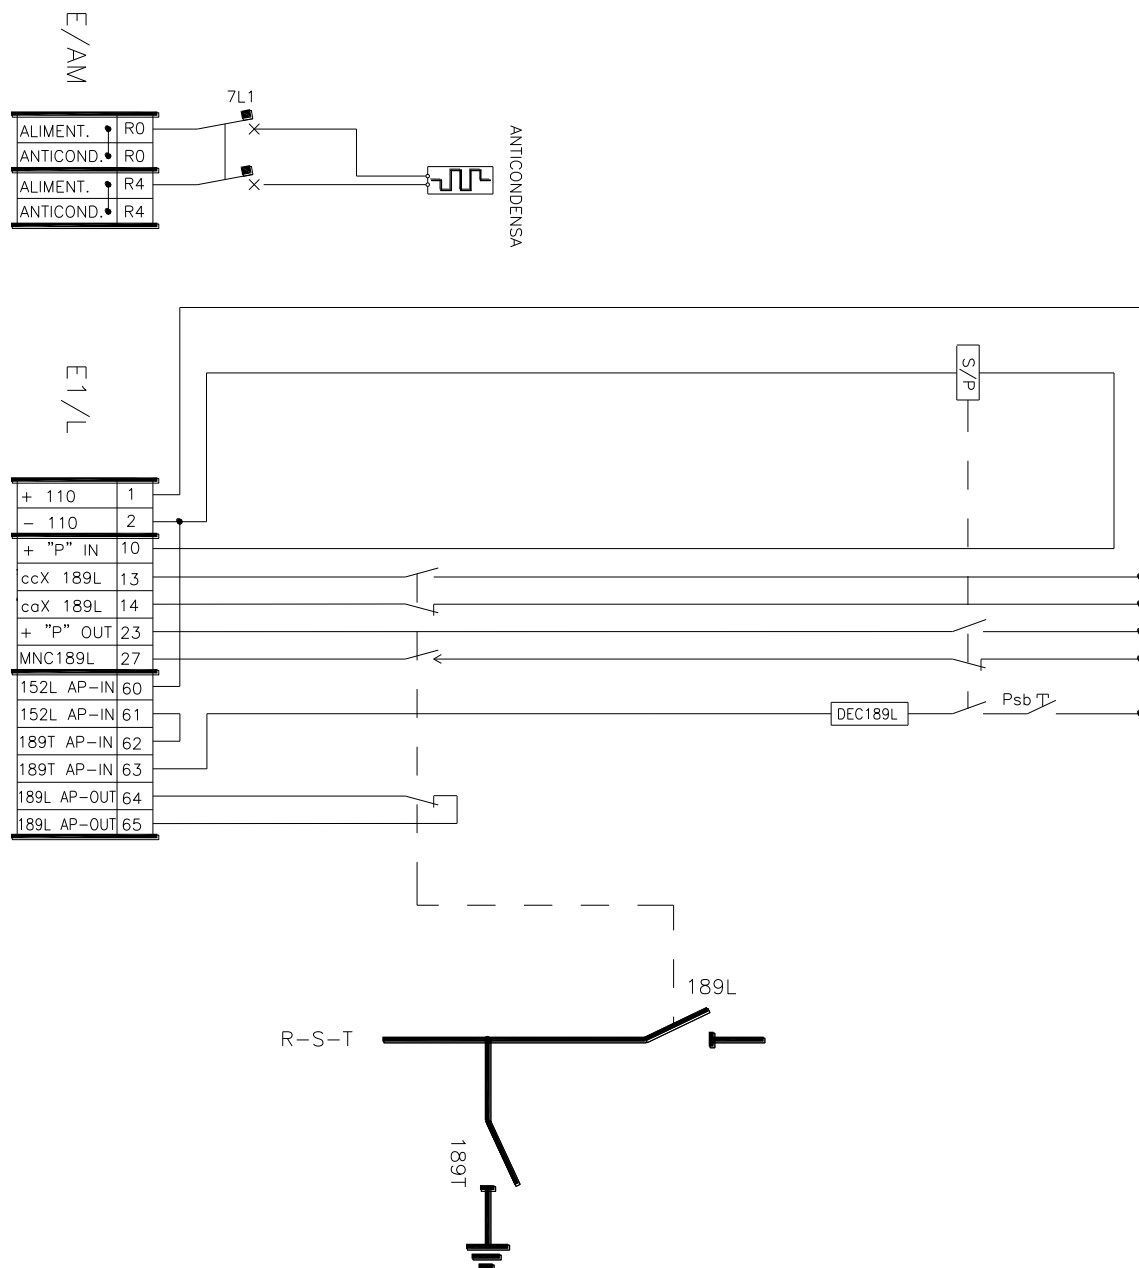 E/AM
7L1
ALIMENT. R0
ANTICOND. R0
ALIMENT. R4
ANTICOND. R4
ANTICONDENSA
E1/L
S/P
+ 110 1
- 110 2
+ "P" IN 10
ccX 189L 13
caX 189L 14
+ "P" OUT 23
MNC189L 27
152L AP-IN 60
152L AP-IN 61
189T AP-IN 62
189T AP-IN 63
189L AP-OUT 64
189L AP-OUT 65
DEC189L
Psb
189L
R-S-T
189T